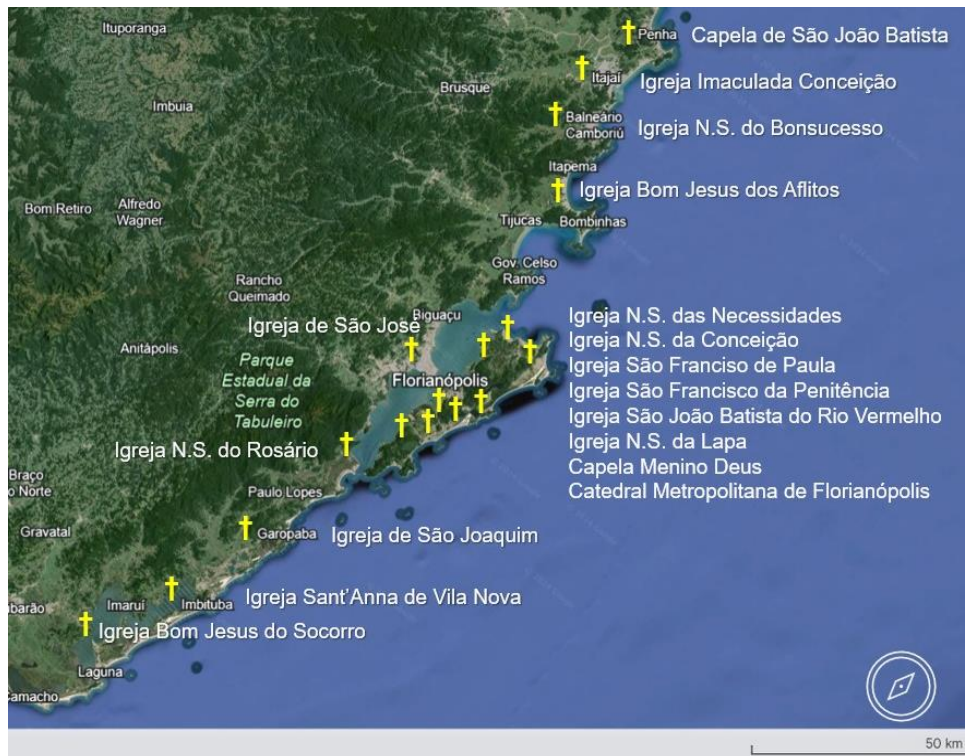 Ituporanga
Penha
Capela de São João Batista
Itajaí
Brusque
Igreja Imaculada Conceição
Imbuia
Balneário
Camboriú
Igreja N.S. do Bonsucesso
Itapema
Igreja Bom Jesus dos Aflitos
Bom Retiro
Alfredo
Wagner
Tijucas
Bombinhas
Gov. Celso
Ramos
Rancho
Queimado
Biguaçu
Igreja de São José
Anitápolis
Parque
Estadual da
Serra do
Tabuleiro
Florianópolis
Igreja N.S. das Necessidades
Igreja N.S. da Conceição
Igreja São Franciso de Paula
Igreja São Francisco da Penitência
Igreja São João Batista do Rio Vermelho
Igreja N.S. da Lapa
Capela Menino Deus
Catedral Metropolitana de Florianópolis
Igreja N.S. do Rosário
Braço
o Norte
Paulo Lopes
Gravatal
Garopaba
Igreja de São Joaquim
ubarão
Imaruí
Imbituba
Igreja Sant'Anna de Vila Nova
Igreja Bom Jesus do Socorro
Laguna
Camacho
50 km